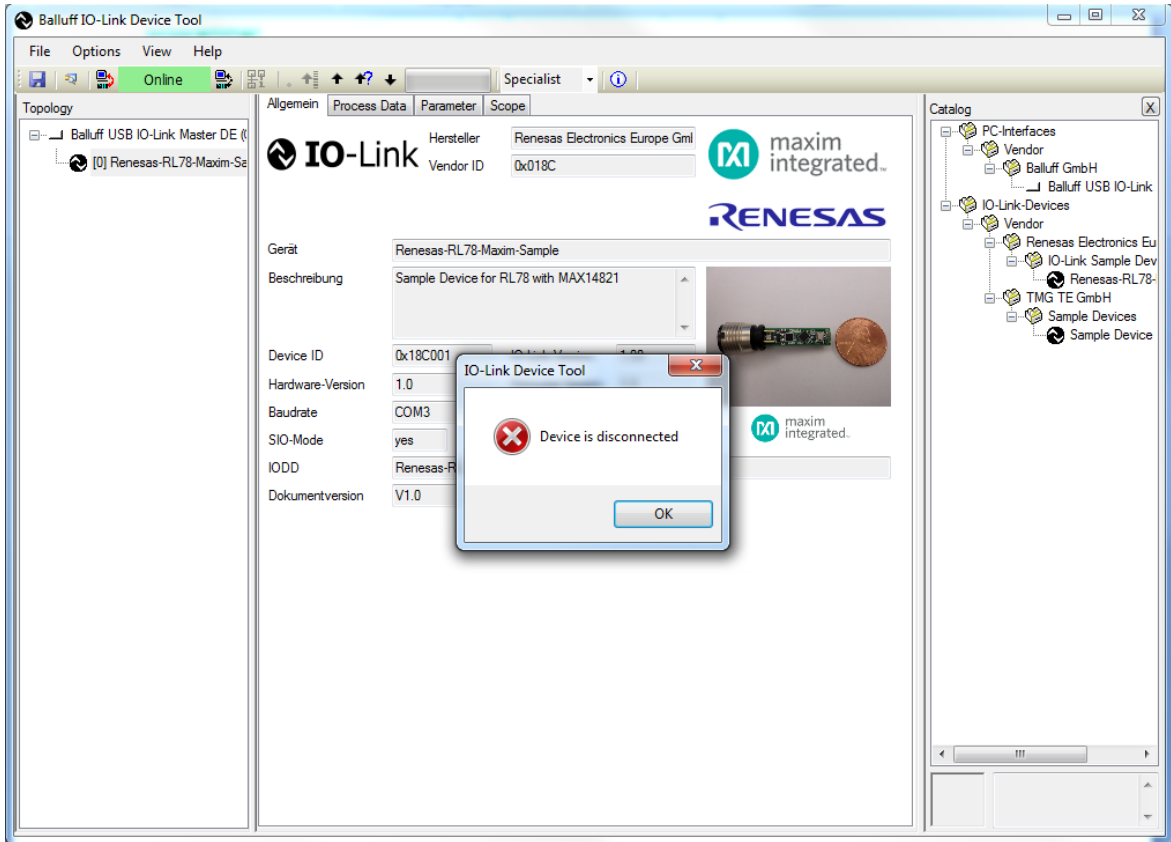 Balluff IO-Link Device Tool
File Options View Help
Online Specialist
Topology
Balluff USB IO-Link Master DE (
[0] Renesas-RL78-Maxim-Sa
Allgemein Process Data Parameter Scope
IO-Link
Hersteller Renesas Electronics Europe Gml
Vendor ID 0x018C
maxim
integrated™
RENESAS
Gerät Renesas-RL78-Maxim-Sample
Beschreibung Sample Device for RL78 with MAX14821
Device ID 0x18C001
Hardware-Version 1.0
Baudrate COM3
SIO-Mode yes
IODD Renesas-R
Dokumentversion V1.0
maxim
integrated
IO-Link Device Tool
Device is disconnected
OK
Catalog
PC-Interfaces
Vendor
Balluff GmbH
Balluff USB IO-Link
IO-Link-Devices
Vendor
Renesas Electronics Eu
IO-Link Sample Dev
Renesas-RL78-
TMG TE GmbH
Sample Devices
Sample Device